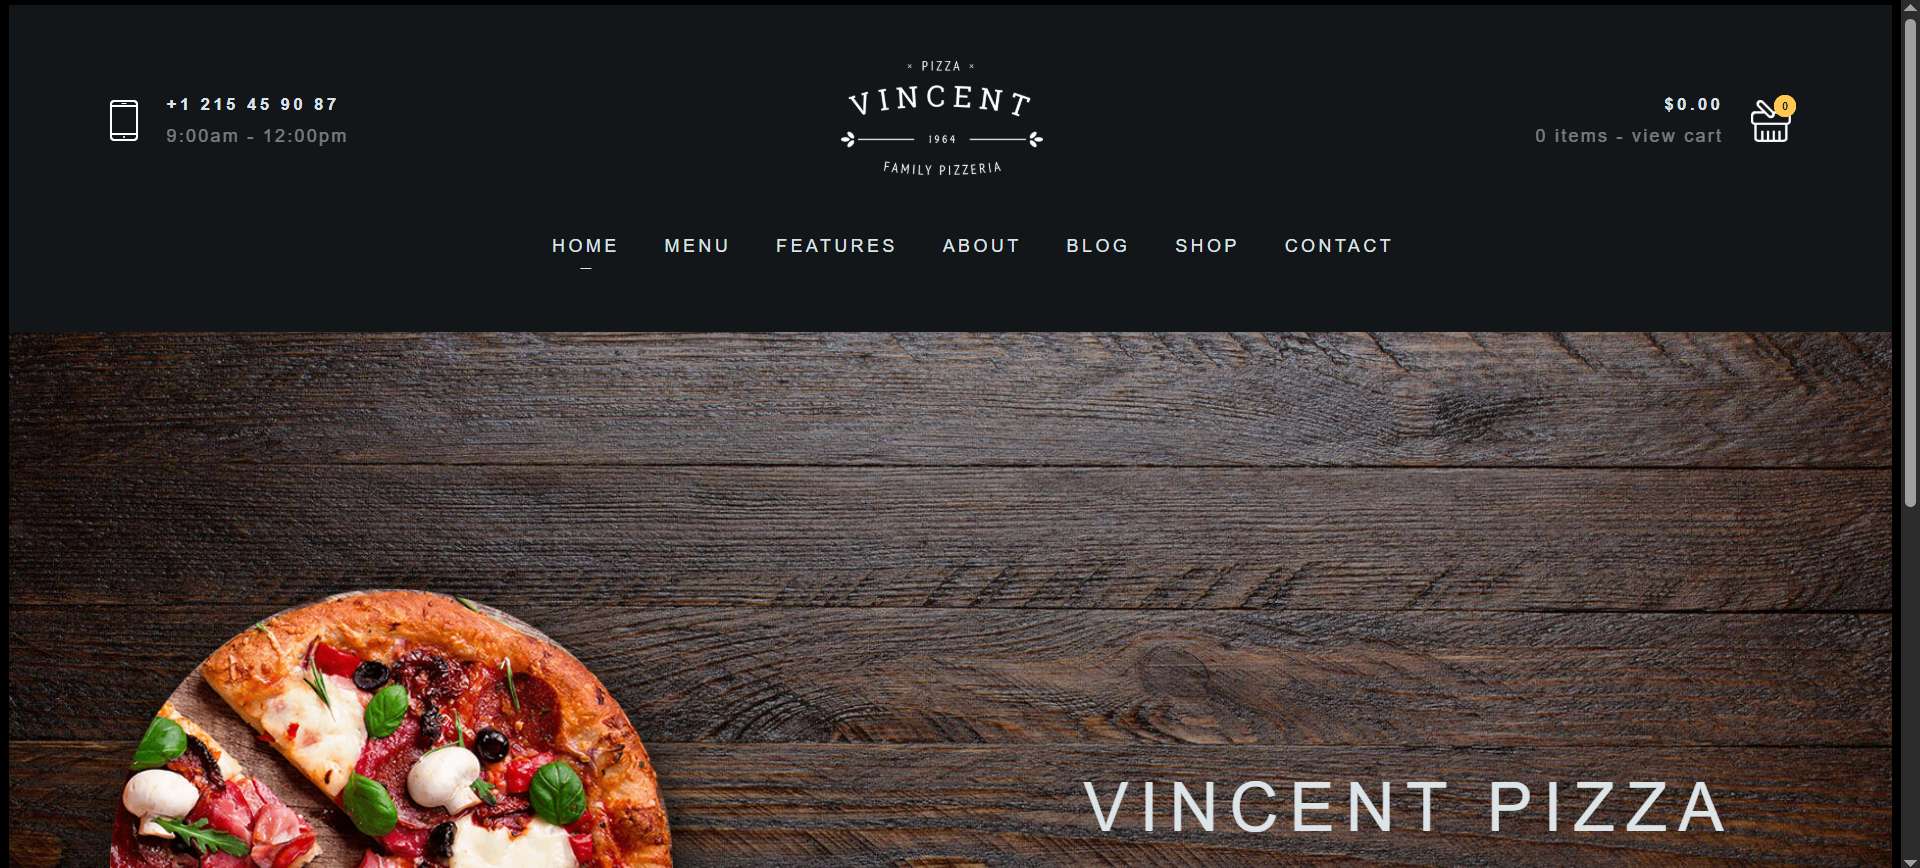 +1 215 45 90 87
9:00am - 12:00pm
× PIZZA ×
VINCENT
1964
FAMILY PIZZERIA
$0.00
0 items - view cart
0
HOME MENU FEATURES ABOUT BLOG SHOP CONTACT
VINCENT PIZZA